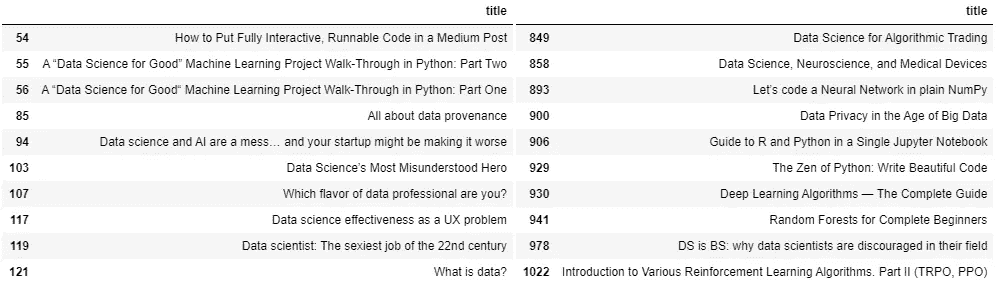 title title
54 How to Put Fully Interactive, Runnable Code in a Medium Post 849 Data Science for Algorithmic Trading
55 A “Data Science for Good” Machine Learning Project Walk-Through in Python: Part Two 858 Data Science, Neuroscience, and Medical Devices
56 A “Data Science for Good“ Machine Learning Project Walk-Through in Python: Part One 893 Let’s code a Neural Network in plain NumPy
85 All about data provenance 900 Data Privacy in the Age of Big Data
94 Data science and AI are a mess… and your startup might be making it worse 906 Guide to R and Python in a Single Jupyter Notebook
103 Data Science’s Most Misunderstood Hero 929 The Zen of Python: Write Beautiful Code
107 Which flavor of data professional are you? 930 Deep Learning Algorithms — The Complete Guide
117 Data science effectiveness as a UX problem 941 Random Forests for Complete Beginners
119 Data scientist: The sexiest job of the 22nd century 978 DS is BS: why data scientists are discouraged in their field
121 What is data? 1022 Introduction to Various Reinforcement Learning Algorithms. Part II (TRPO, PPO)